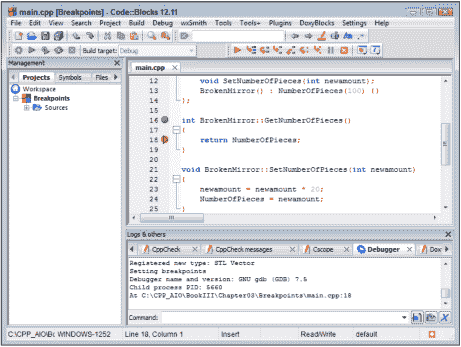 main.cpp [Breakpoints] - Code::Blocks 12.11
File Edit View Search Project Build Debug wxSmith Tools Tools+ Plugins DoxyBlocks Settings Help
Build target: Debug
Management
Projects Symbols Files
Workspace
Breakpoints
Sources
main.cpp
12 void SetNumberOfPieces(int newamount);
13 BrokenMirror() : NumberOfPieces(100) {}
14 };
15
16 int BrokenMirror::GetNumberOfPieces()
17 {
18 return NumberOfPieces;
19 }
20
21 void BrokenMirror::SetNumberOfPieces(int newamount)
22 {
23 newamount = newamount * 20;
24 NumberOfPieces = newamount;
25 }
Logs & others
CppCheck CppCheck messages Cscope Debugger Dox
Registered new type: STL Vector
Setting breakpoints
Debugger name and version: GNU gdb (GDB) 7.5
Child process PID: 5660
At C:\CPP_AIO\BookIII\Chapter03\Breakpoints\main.cpp:18
Command:
C:\CPP_AIO\Bo WINDOWS-1252 Line 18, Column 1 Insert Read/Write default